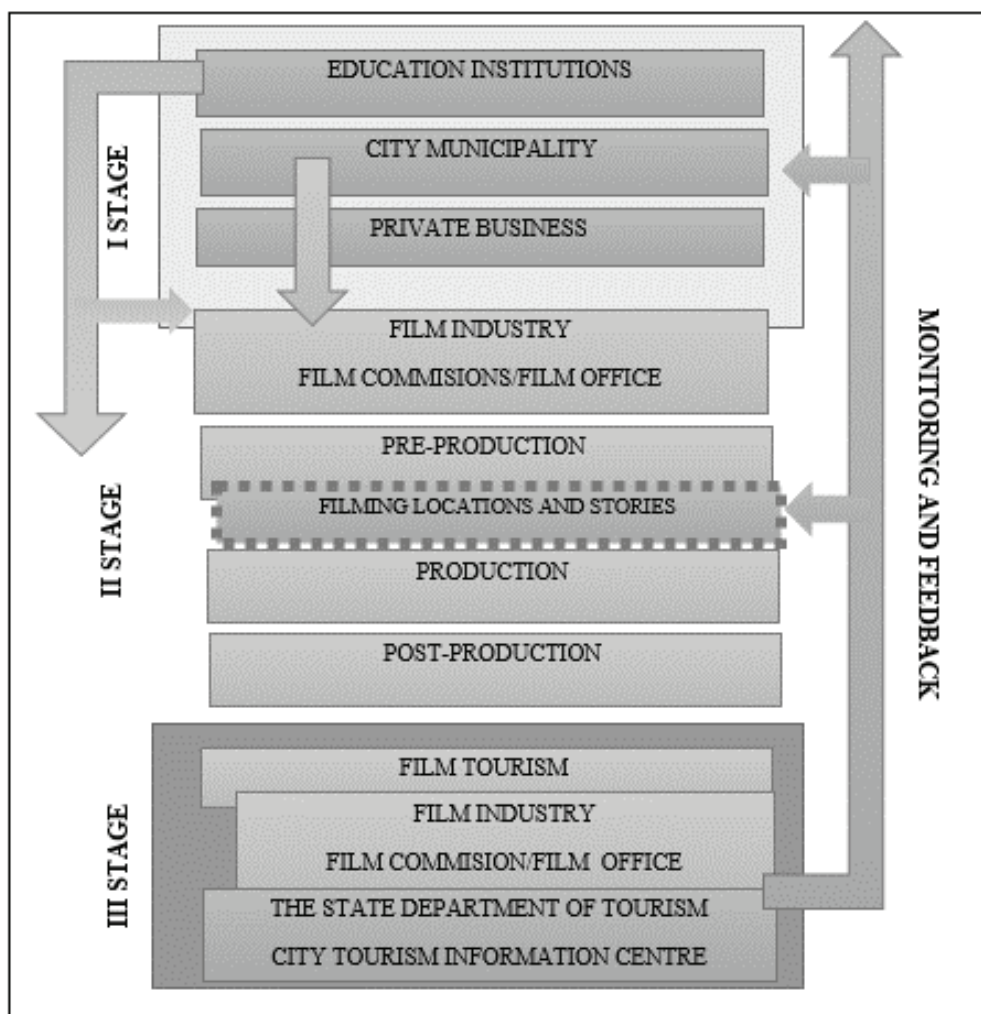 EDUCATION INSTITUTIONS
CITY MUNICIPALITY
PRIVATE BUSINESS
I STAGE
FILM INDUSTRY
FILM COMMISIONS/FILM OFFICE
PRE-PRODUCTION
FILMING LOCATIONS AND STORIES
II STAGE
PRODUCTION
POST-PRODUCTION
FILM TOURISM
FILM INDUSTRY
FILM COMMISION/FILM OFFICE
III STAGE
THE STATE DEPARTMENT OF TOURISM
CITY TOURISM INFORMATION CENTRE
MONITORING AND FEEDBACK